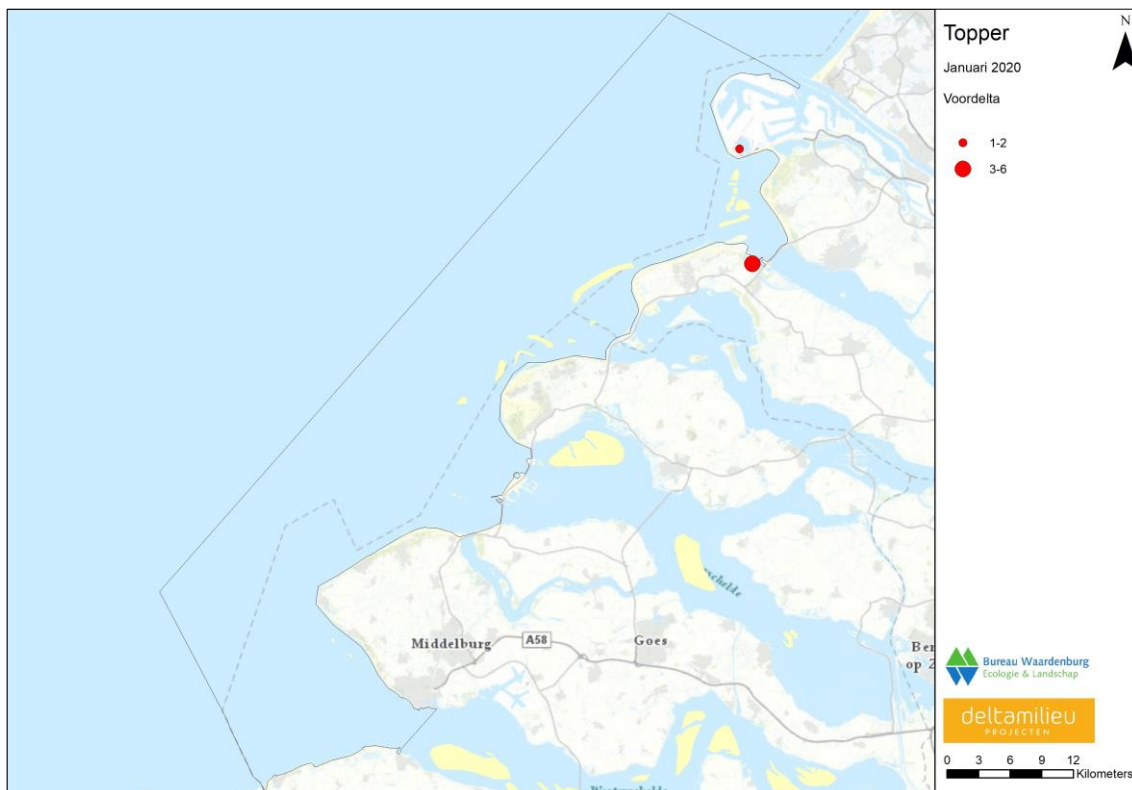 Topper
N
Januari 2020
Voordelta
1-2
3-6
Middelburg
A58
Goes
Bureau Waardenburg
Ecologie & Landschap
deltamilieu
PROJECTEN
0 3 6 9 12
Kilometers